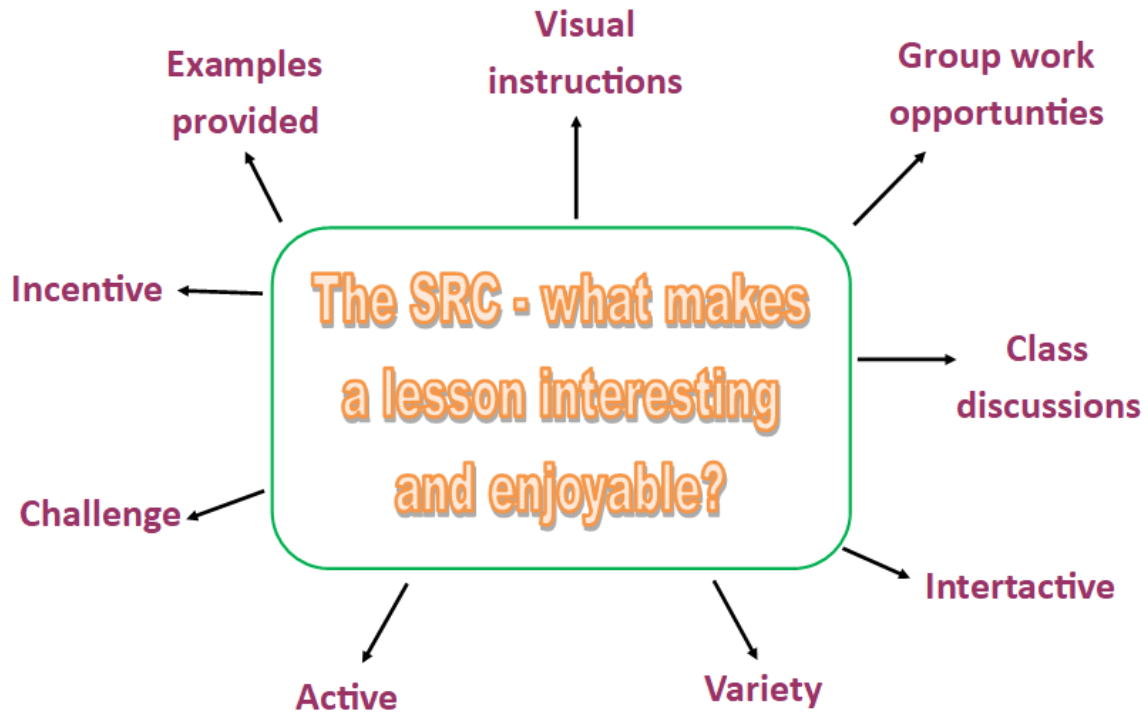 Visual
instructions
Examples
provided
Group work
opportunties
Incentive
The SRC - what makes
a lesson interesting
and enjoyable?
Class
discussions
Challenge
Intertactive
Active
Variety